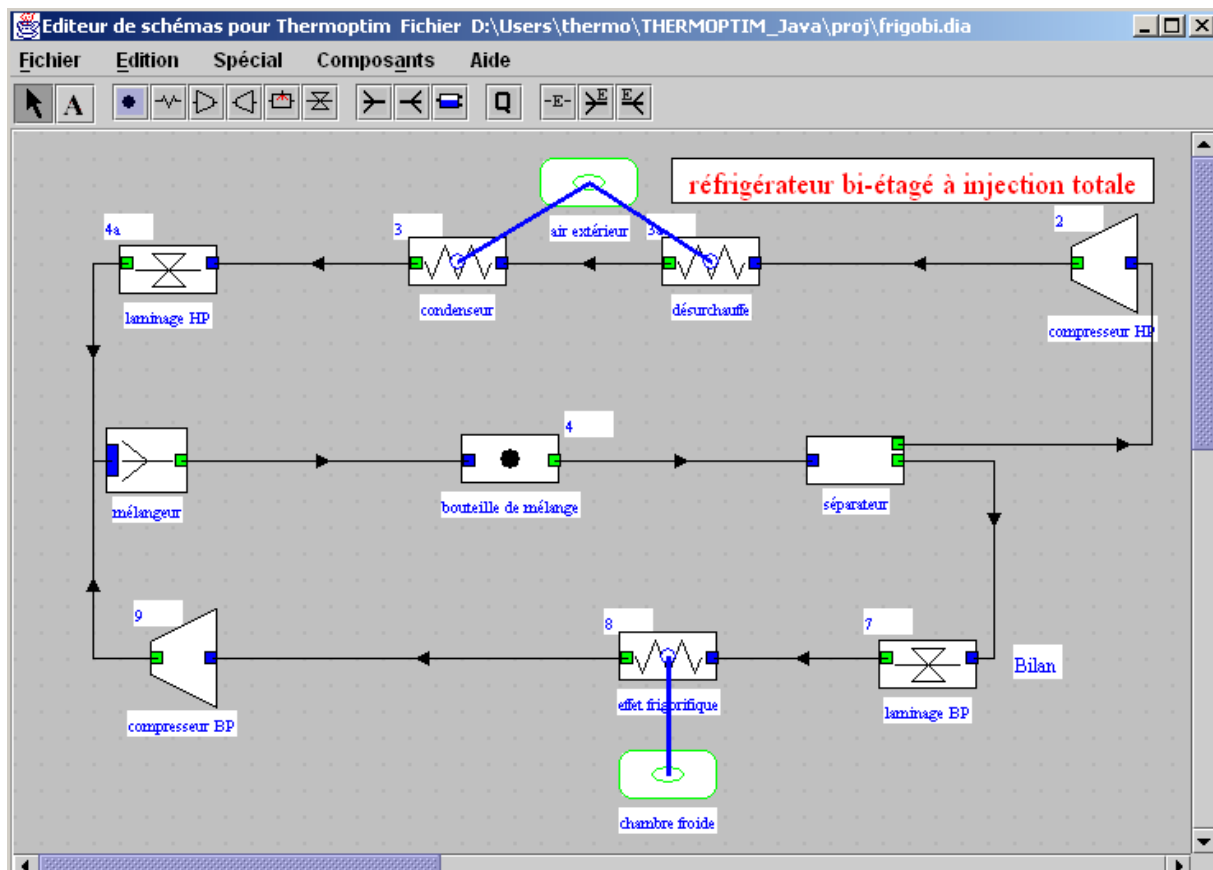 Editeur de schémas pour Thermoptim Fichier D:\Users\thermo\THERMOPTIM_Java\proj\frigobi.dia
Fichier Edition Spécial Composants Aide
A Q -E- E E
réfrigérateur bi-étagé à injection totale
4a 3 air extérieur 3a 2
laminage HP condenseur désurchauffe compresseur HP
4
mélangeur bouteille de mélange séparateur
9 8 7
Bilan
effet frigorifique
compresseur BP laminage BP
chambre froide